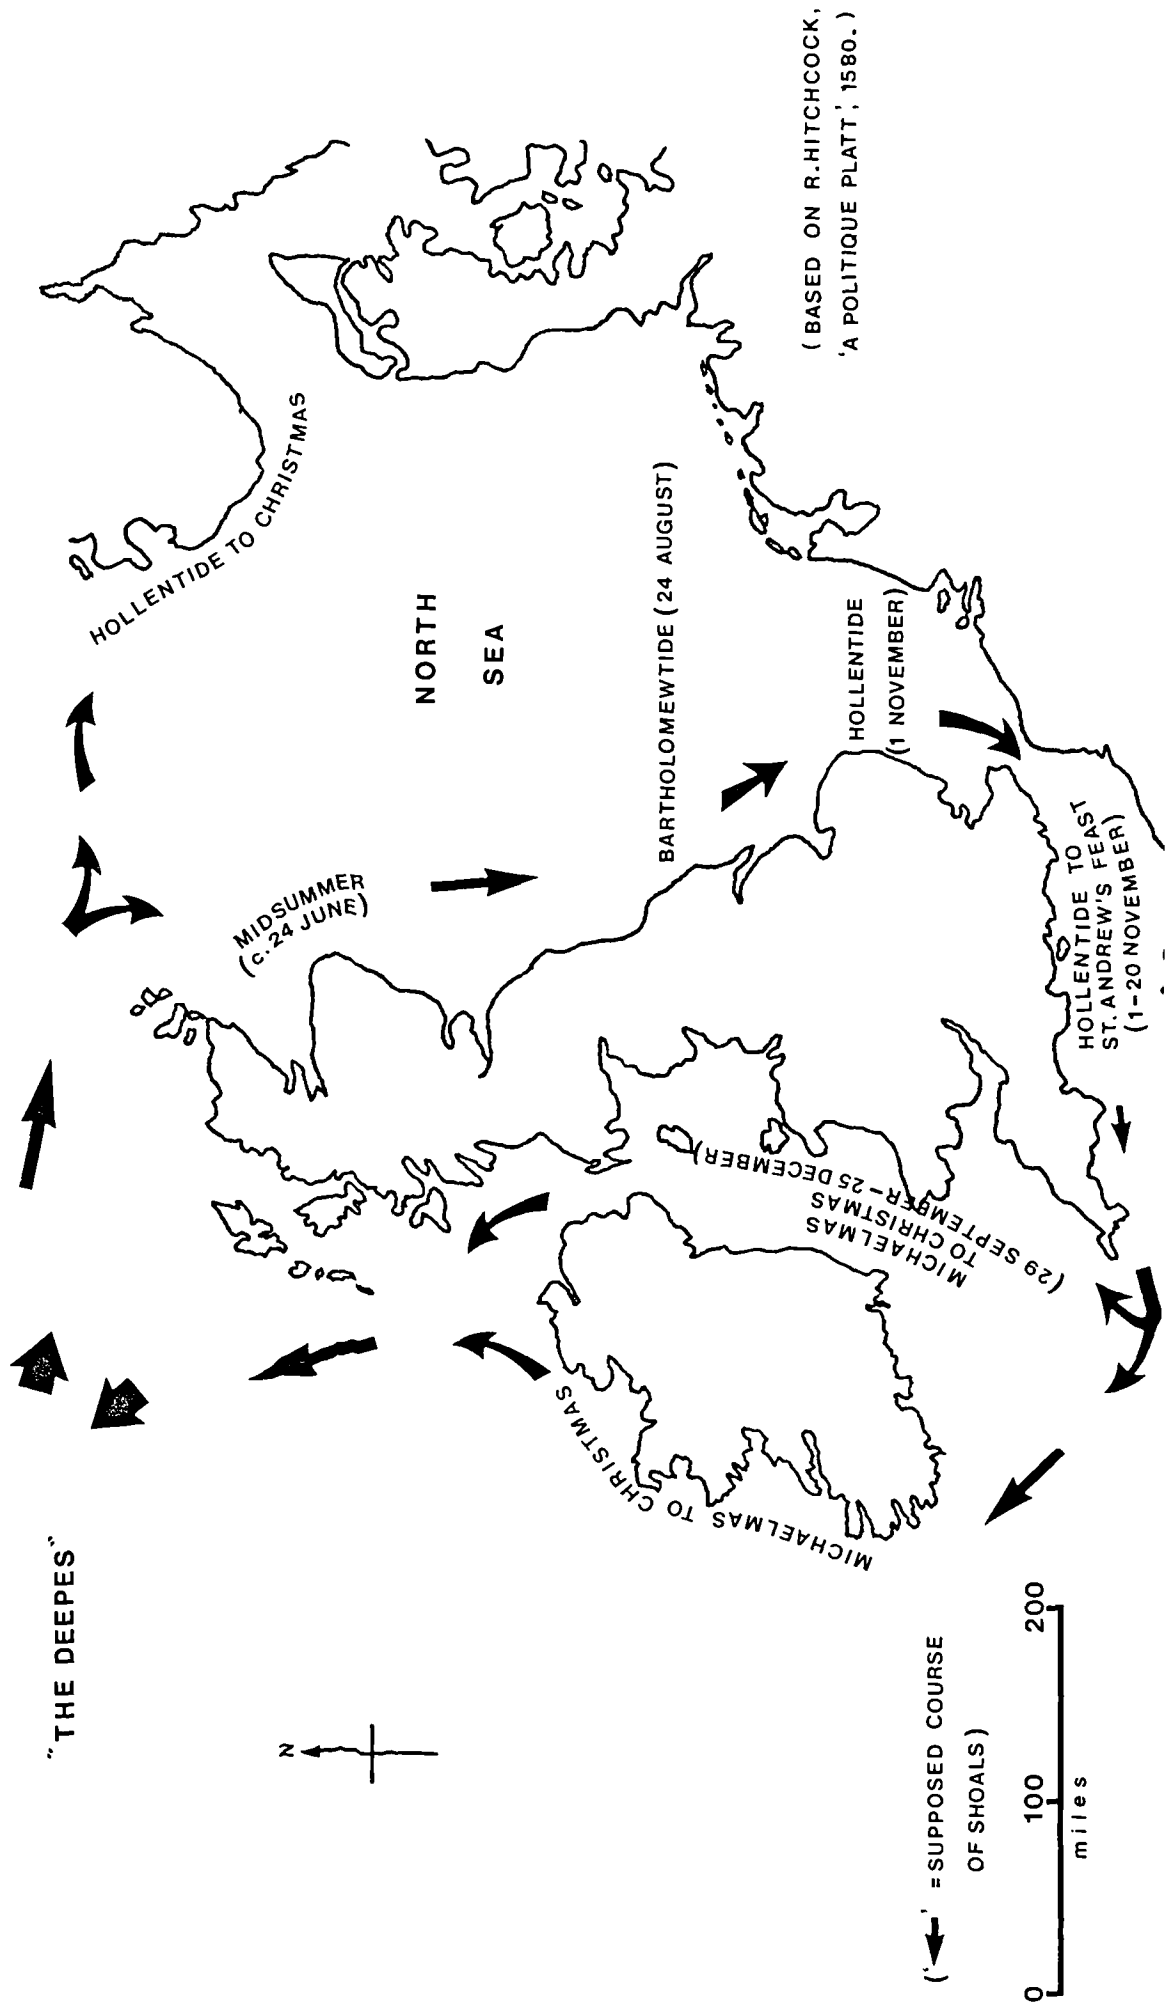 "THE DEEPES"
N
HOLLENTIDE TO CHRISTMAS
MIDSUMMER
(c. 24 JUNE)
NORTH
SEA
BARTHOLOMEWTIDE (24 AUGUST)
HOLLENTIDE
(1 NOVEMBER)
MICHAELMAS TO CHRISTMAS
MICHAELMAS
TO CHRISTMAS
(29 SEPTEMBER–25 DECEMBER)
HOLLENTIDE TO
ST. ANDREW'S FEAST
(1–20 NOVEMBER)
(BASED ON R. HITCHCOCK,
'A POLITIQUE PLATT', 1580.)
(' ' = SUPPOSED COURSE
OF SHOALS)
0 100 200
miles